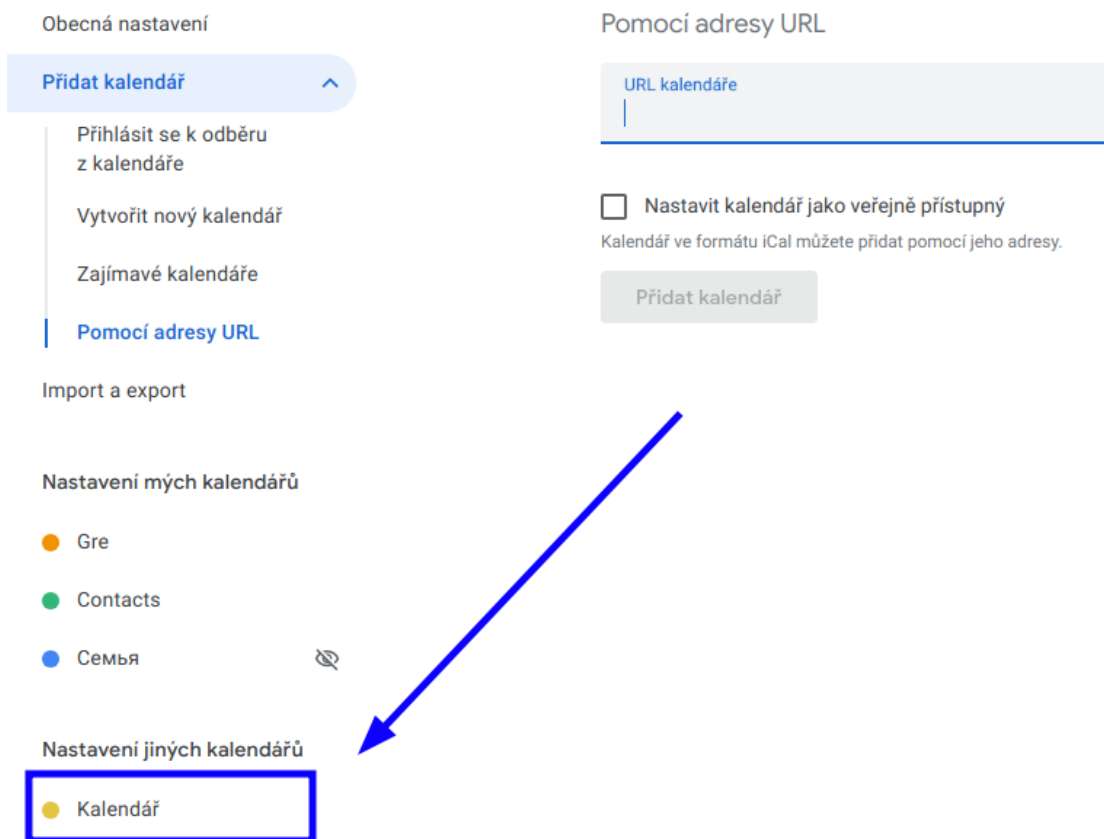 Obecná nastavení
Přidat kalendář
Přihlásit se k odběru
z kalendáře
Vytvořit nový kalendář
Zajímavé kalendáře
Pomocí adresy URL
Import a export
Nastavení mých kalendářů
Gre
Contacts
Семья
Nastavení jiných kalendářů
Kalendář
Pomocí adresy URL
URL kalendáře
Nastavit kalendář jako veřejně přístupný
Kalendář ve formátu iCal můžete přidat pomocí jeho adresy.
Přidat kalendář